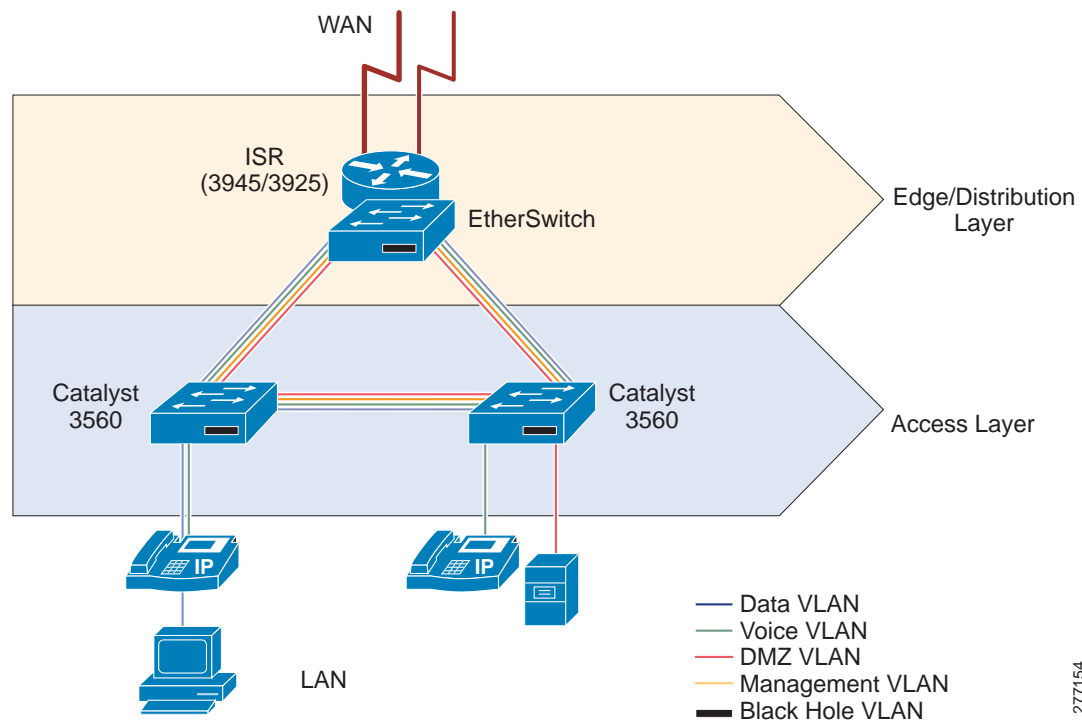 WAN
ISR
(3945/3925)
EtherSwitch
Edge/Distribution
Layer
Catalyst
3560
Catalyst
3560
Access Layer
IP
IP
LAN
Data VLAN
Voice VLAN
DMZ VLAN
Management VLAN
Black Hole VLAN
277154